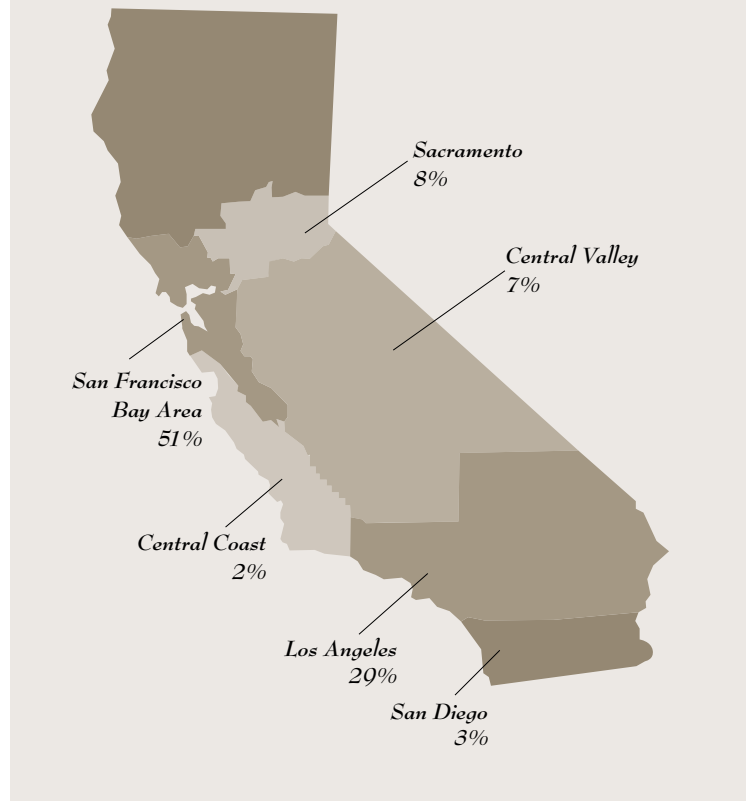 Sacramento
8%
Central Valley
7%
San Francisco
Bay Area
51%
Central Coast
2%
Los Angeles
29%
San Diego
3%